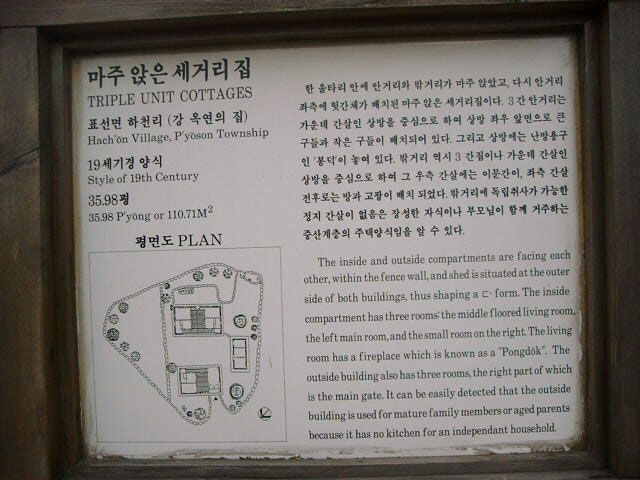 마주 앉은 세거리 집
TRIPLE UNIT COTTAGES
표선면 하천리 (강 옥연의 집)
Hach'ŏn Village, P'yŏson Township
19세기경 양식
Style of 19th Century
35.98평
35.98 P'yŏng or 110.71M²
평면도 PLAN
한 울타리 안에 안거리와 밖거리가 마주 앉았고, 다시 안거리
좌측에 헛간채가 배치된 마주 앉은 세거리집이다. 3간 안거리는
가운데 간살인 상방을 중심으로 하여 상방 좌우 앞면으로 큰
구들과 작은 구들이 배치되어 있다. 그리고 상방에는 난방용구
인 '봉덕'이 놓여 있다. 밖거리 역시 3간집이나 가운데 간살인
상방을 중심으로 하여 그 우측 간살에는 이문간이, 좌측 간살
전후로는 방과 고팡이 배치 되었다. 밖거리에 독립취사가 가능한
정지 간살이 없음은 장성한 자식이나 부모님이 함께 거주하는
중산계층의 주택양식임을 알 수 있다.
The inside and outside compartments are facing each
other, within the fence wall, and shed is situated at the outer
side of both buildings, thus shaping a ㄷ- form. The inside
compartment has three rooms: the middle floored living room,
the left main room, and the small room on the right. The living
room has a fireplace which is known as a "Pongdŏk". The
outside building also has three rooms, the right part of which
is the main gate. It can be easily detected that the outside
building is used for mature family members or aged parents
because it has no kitchen for an independant household.